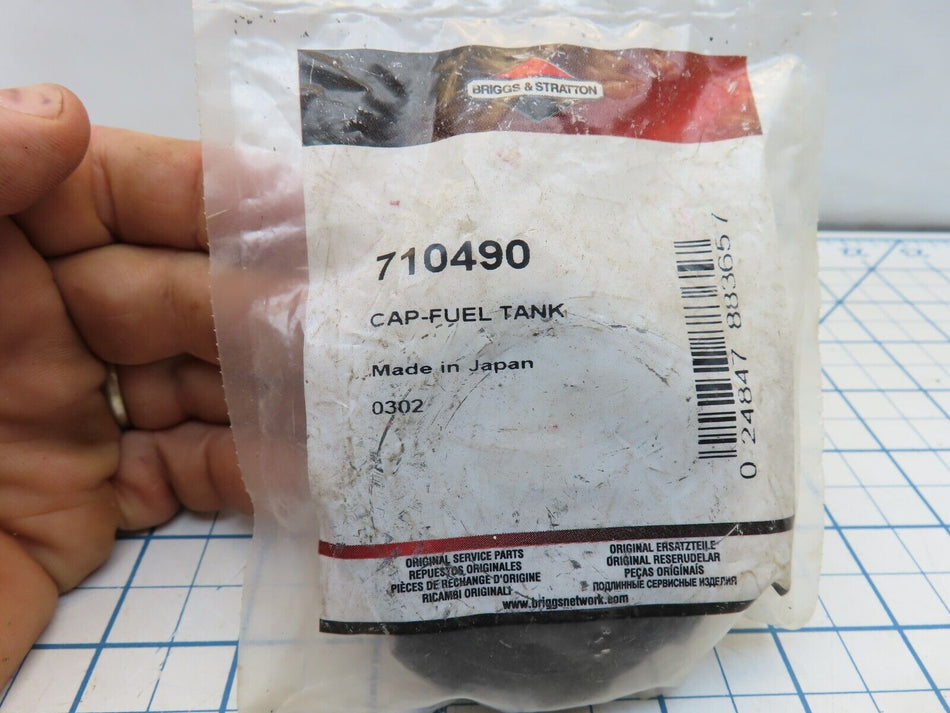 BRIGGS & STRATTON
710490
CAP-FUEL TANK
Made in Japan
0302
0 24847 88365 7
ORIGINAL SERVICE PARTS
REPUESTOS ORIGINALES
PIÈCES DE RECHANGE D'ORIGINE
RICAMBI ORIGINALI
ORIGINAL ERSATZTEILE
ORIGINAL RESERUDELAR
PEÇAS ORIGINAIS
ПОДЛИННЫЕ СЕРВИСНЫЕ ИЗДЕЛИЯ
www.briggsnetwork.com